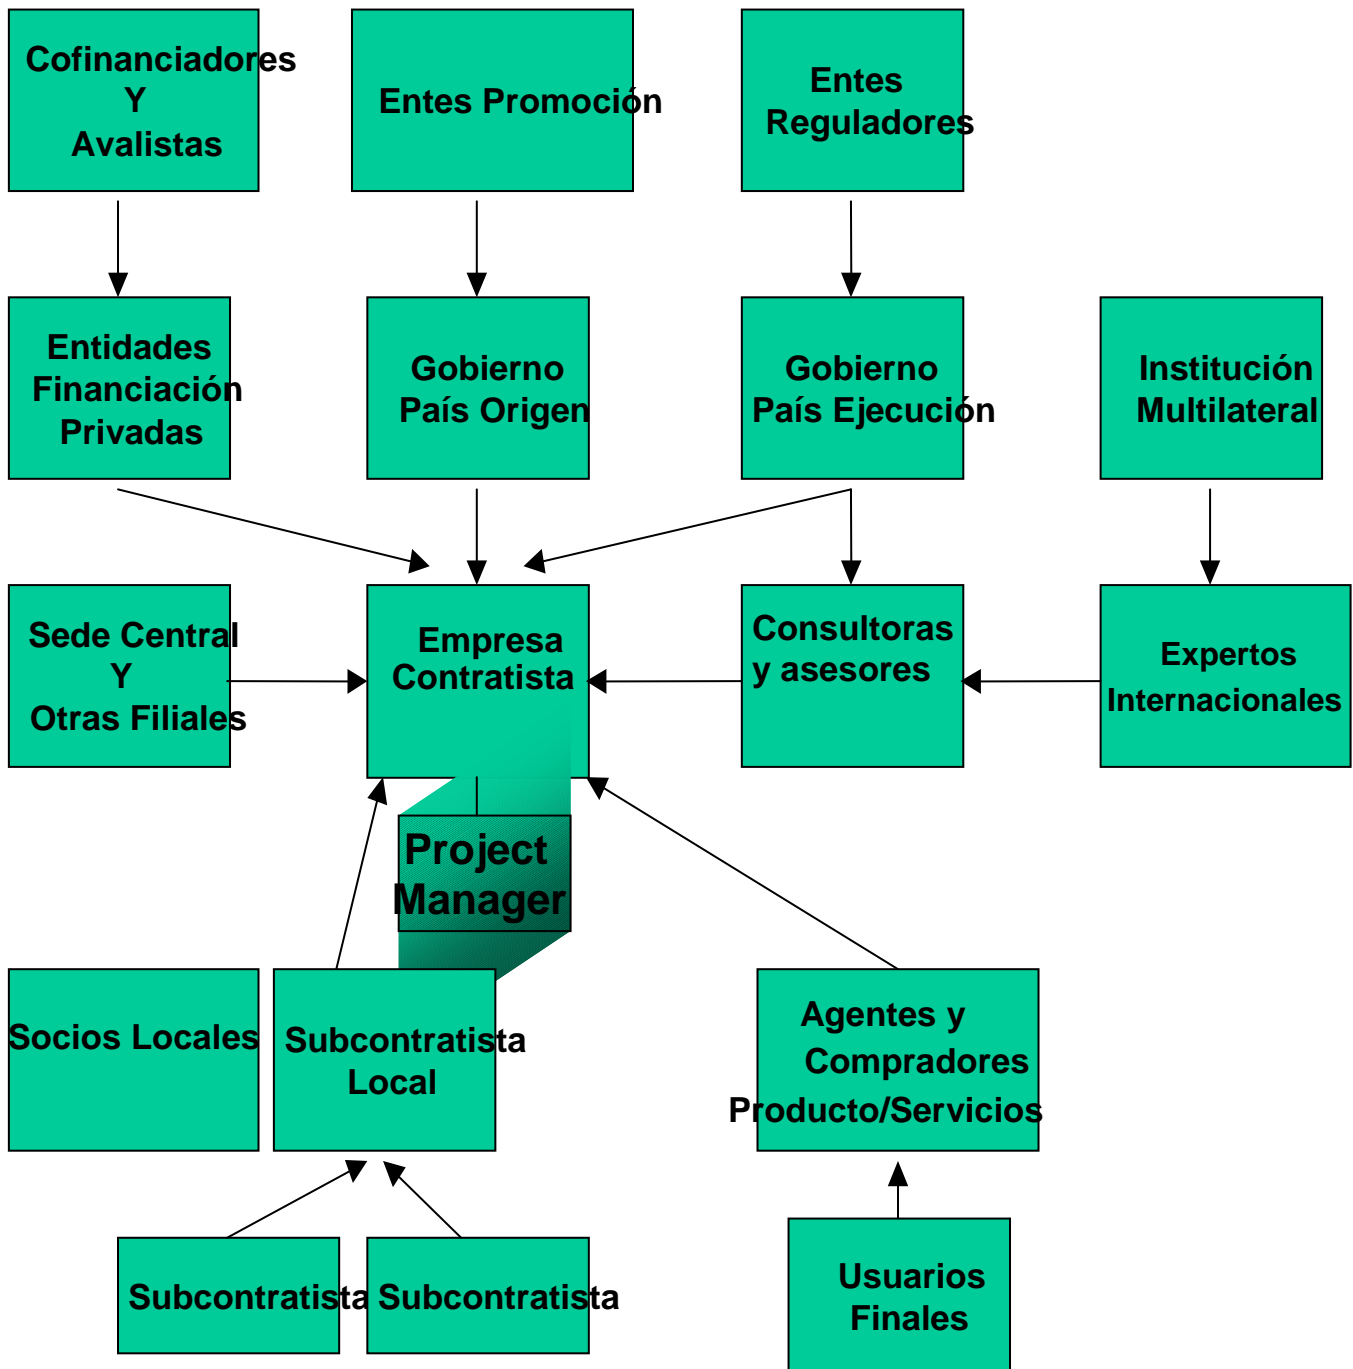 Cofinanciadores
Y
Avalistas
Entes Promoción
Entes
Reguladores
Entidades
Financiación
Privadas
Gobierno
País Origen
Gobierno
País Ejecución
Institución
Multilateral
Sede Central
Y
Otras Filiales
Empresa
Contratista
Consultoras
y asesores
Expertos
Internacionales
Project
Manager
Socios Locales
Subcontratista
Local
Agentes y
Compradores
Producto/Servicios
Subcontratista
Subcontratista
Usuarios
Finales